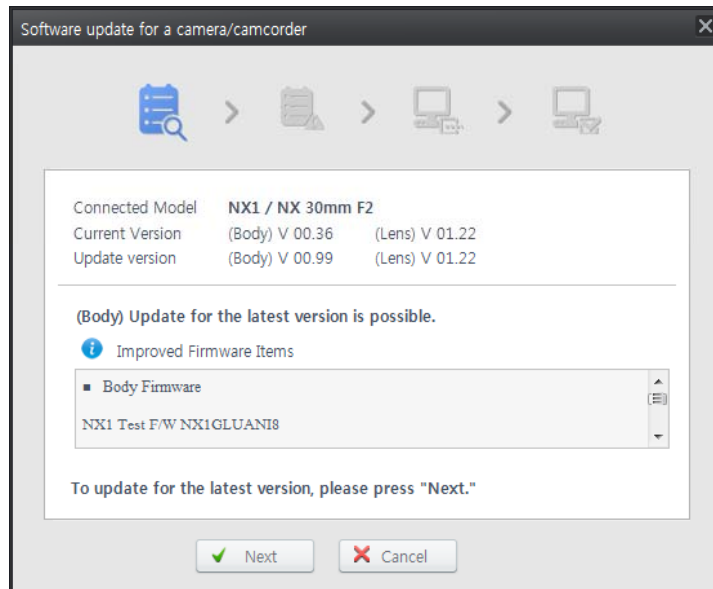 Software update for a camera/camcorder
Connected Model NX1 / NX 30mm F2
Current Version (Body) V 00.36 (Lens) V 01.22
Update version (Body) V 00.99 (Lens) V 01.22
(Body) Update for the latest version is possible.
Improved Firmware Items
■ Body Firmware
NX1 Test F/W NX1GLUANI8
To update for the latest version, please press "Next."
Next Cancel